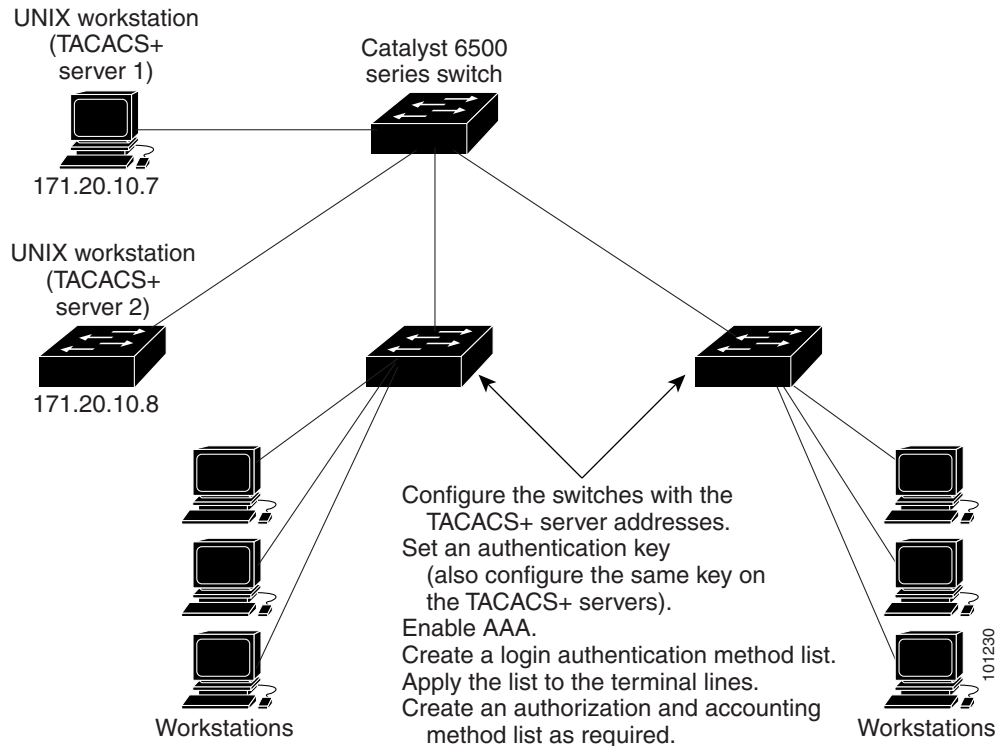 UNIX workstation
(TACACS+
server 1)
Catalyst 6500
series switch
171.20.10.7
UNIX workstation
(TACACS+
server 2)
171.20.10.8
Configure the switches with the
TACACS+ server addresses.
Set an authentication key
(also configure the same key on
the TACACS+ servers).
Enable AAA.
Create a login authentication method list.
Apply the list to the terminal lines.
Create an authorization and accounting
method list as required.
Workstations
Workstations
101230